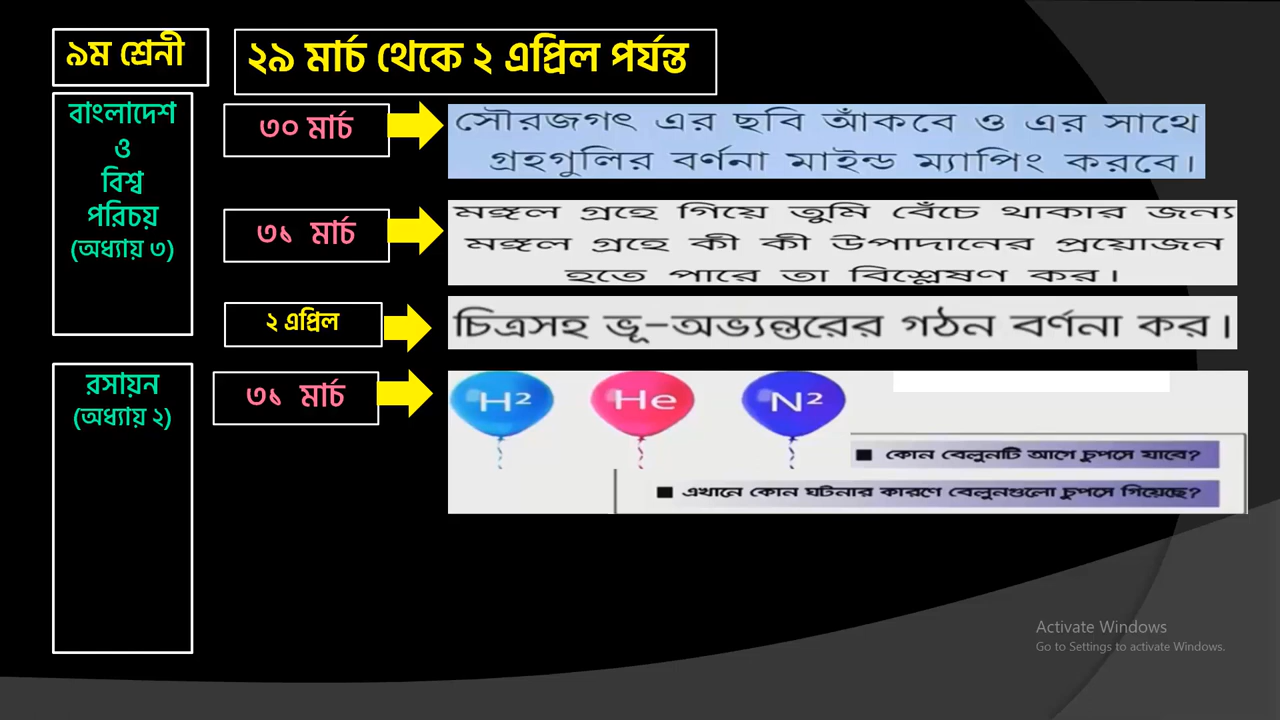 ৯ম শ্রেনী
২৯ মার্চ থেকে ২ এপ্রিল পর্যন্ত
বাংলাদেশ
ও
বিশ্ব
পরিচয়
(অধ্যায় ৩)
৩০ মার্চ
সৌরজগৎ এর ছবি আঁকবে ও এর সাথে
গ্রহগুলির বর্ণনা মাইন্ড ম্যাপিং করবে।
৩১ মার্চ
মঙ্গল গ্রহে গিয়ে তুমি বেঁচে থাকার জন্য
মঙ্গল গ্রহে কী কী উপাদানের প্রয়োজন
হতে পারে তা বিশ্লেষণ কর।
২ এপ্রিল
চিত্রসহ ভূ-অভ্যন্তরের গঠন বর্ণনা কর।
রসায়ন
(অধ্যায় ২)
৩১ মার্চ
H² He N²
■ কোন বেলুনটি আগে চুপসে যাবে?
■ এখানে কোন ঘটনার কারণে বেলুনগুলো চুপসে গিয়েছে?
Activate Windows
Go to Settings to activate Windows.